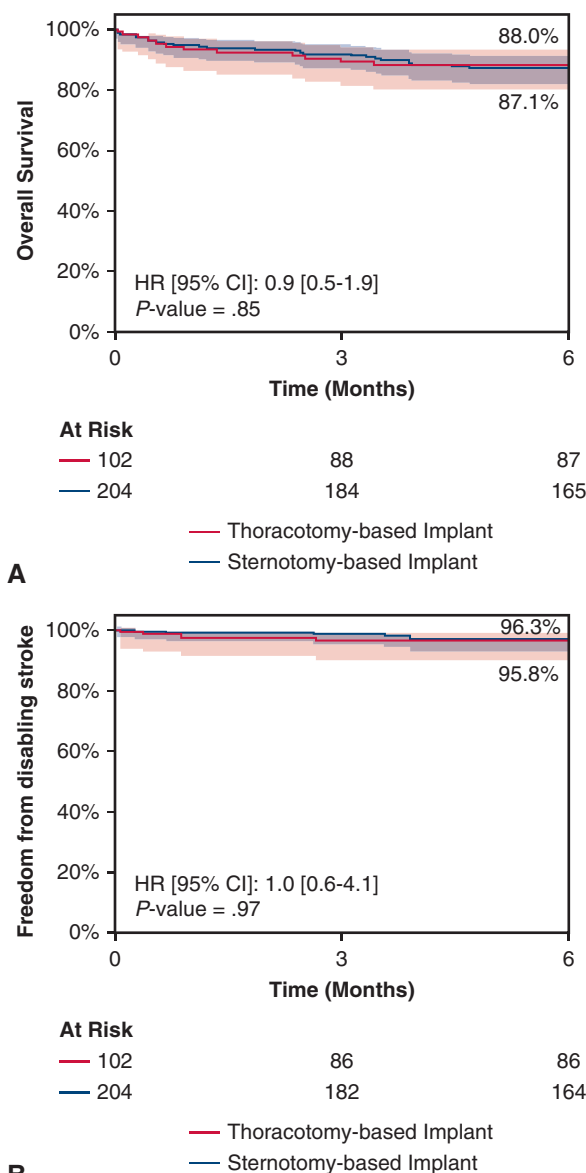 100%
88.0%
80%
87.1%
60%
40%
20%
0%
Overall Survival
HR [95% CI]: 0.9 [0.5-1.9]
P-value = .85
0 3 6
Time (Months)
At Risk
102 88 87
204 184 165
Thoracotomy-based Implant
Sternotomy-based Implant
A
100%
96.3%
95.8%
80%
60%
40%
20%
0%
Freedom from disabling stroke
HR [95% CI]: 1.0 [0.6-4.1]
P-value = .97
0 3 6
Time (Months)
At Risk
102 86 86
204 182 164
Thoracotomy-based Implant
Sternotomy-based Implant
B